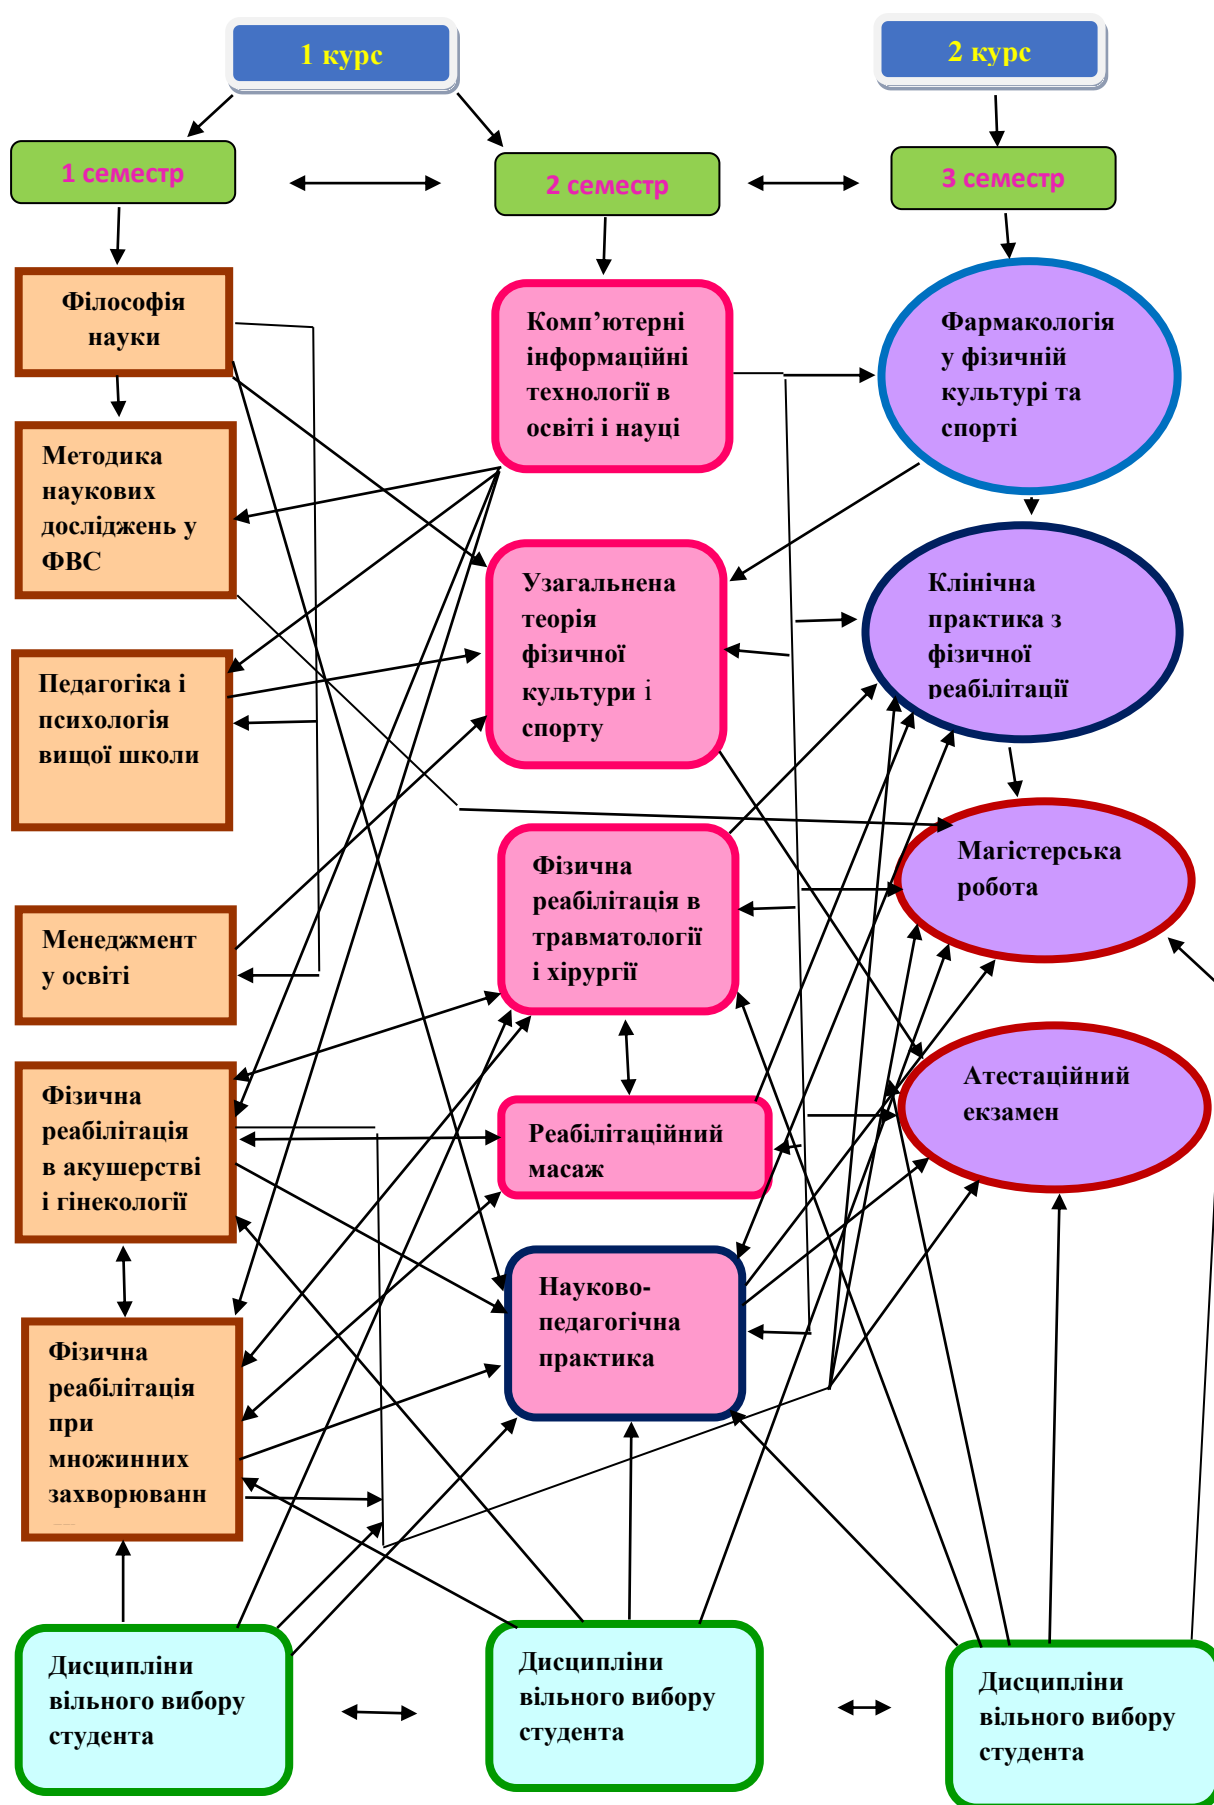 1 курс
2 курс
1 семестр
2 семестр
3 семестр
Філософія
науки
Методика
наукових
досліджень у
ФВС
Педагогіка і
психологія
вищої школи
Менеджмент
у освіті
Фізична
реабілітація
в акушерстві
і гінекології
Фізична
реабілітація
при
множинних
захворюванн
Дисципліни
вільного вибору
студента
Комп’ютерні
інформаційні
технології в
освіті і науці
Узагальнена
теорія
фізичної
культури і
спорту
Фізична
реабілітація в
травматології
і хірургії
Реабілітаційний
масаж
Науково-
педагогічна
практика
Дисципліни
вільного вибору
студента
Фармакологія
у фізичній
культурі та
спорті
Клінічна
практика з
фізичної
реабілітації
Магістерська
робота
Атестаційний
екзамен
Дисципліни
вільного вибору
студента